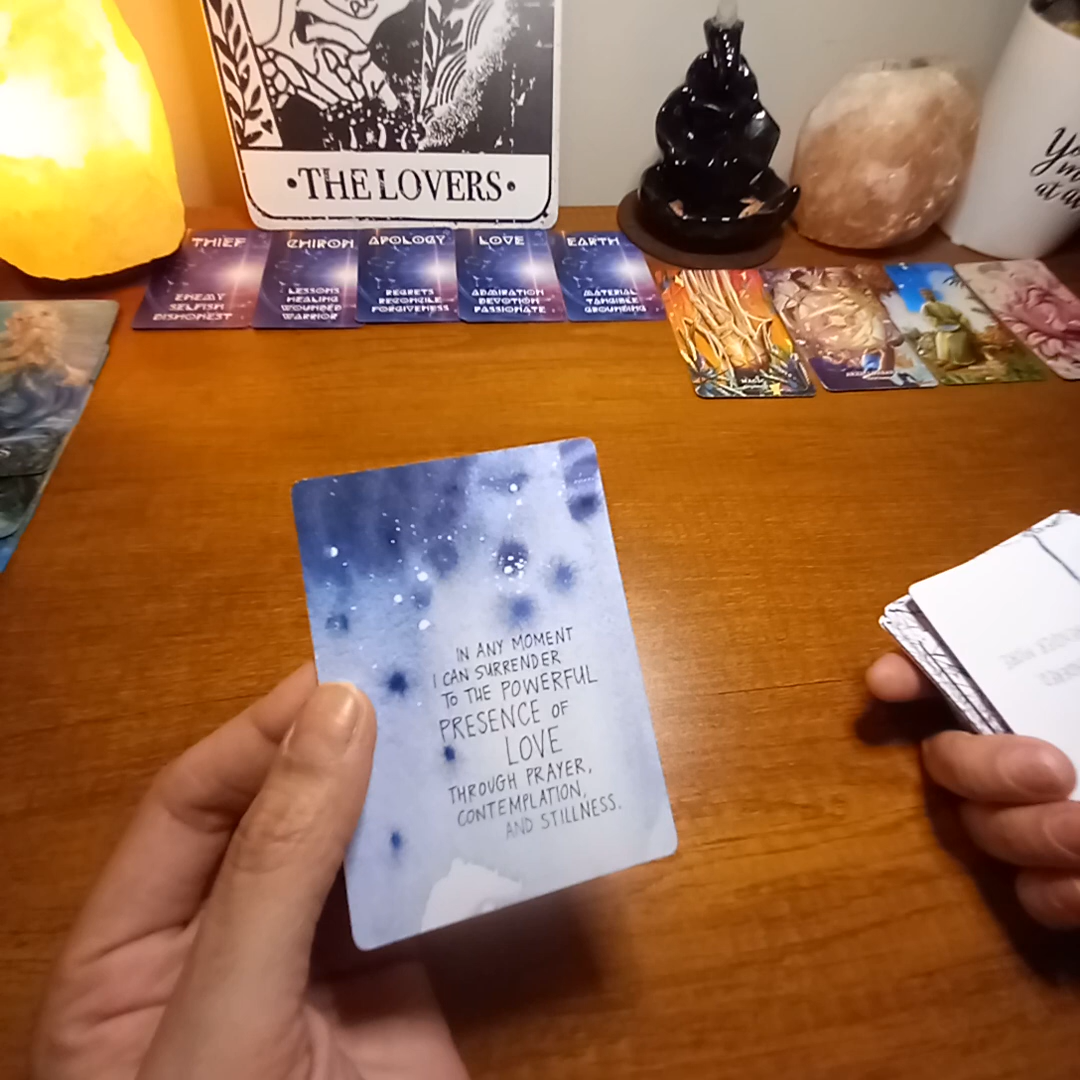 •THE LOVERS•
THIEF
ENEMY
SELFISH
DISHONEST
CHIRON
LESSONS
HEALING
WOUNDED
WARRIOR
APOLOGY
REGRETS
RECONCILE
FORGIVENESS
LOVE
ADMIRATION
DEVOTION
PASSIONATE
EARTH
MATERIAL
TANGIBLE
GROUNDING
MAGIC
at
IN ANY MOMENT
I CAN SURRENDER
TO THE POWERFUL
PRESENCE OF
LOVE
THROUGH PRAYER,
CONTEMPLATION,
AND STILLNESS.